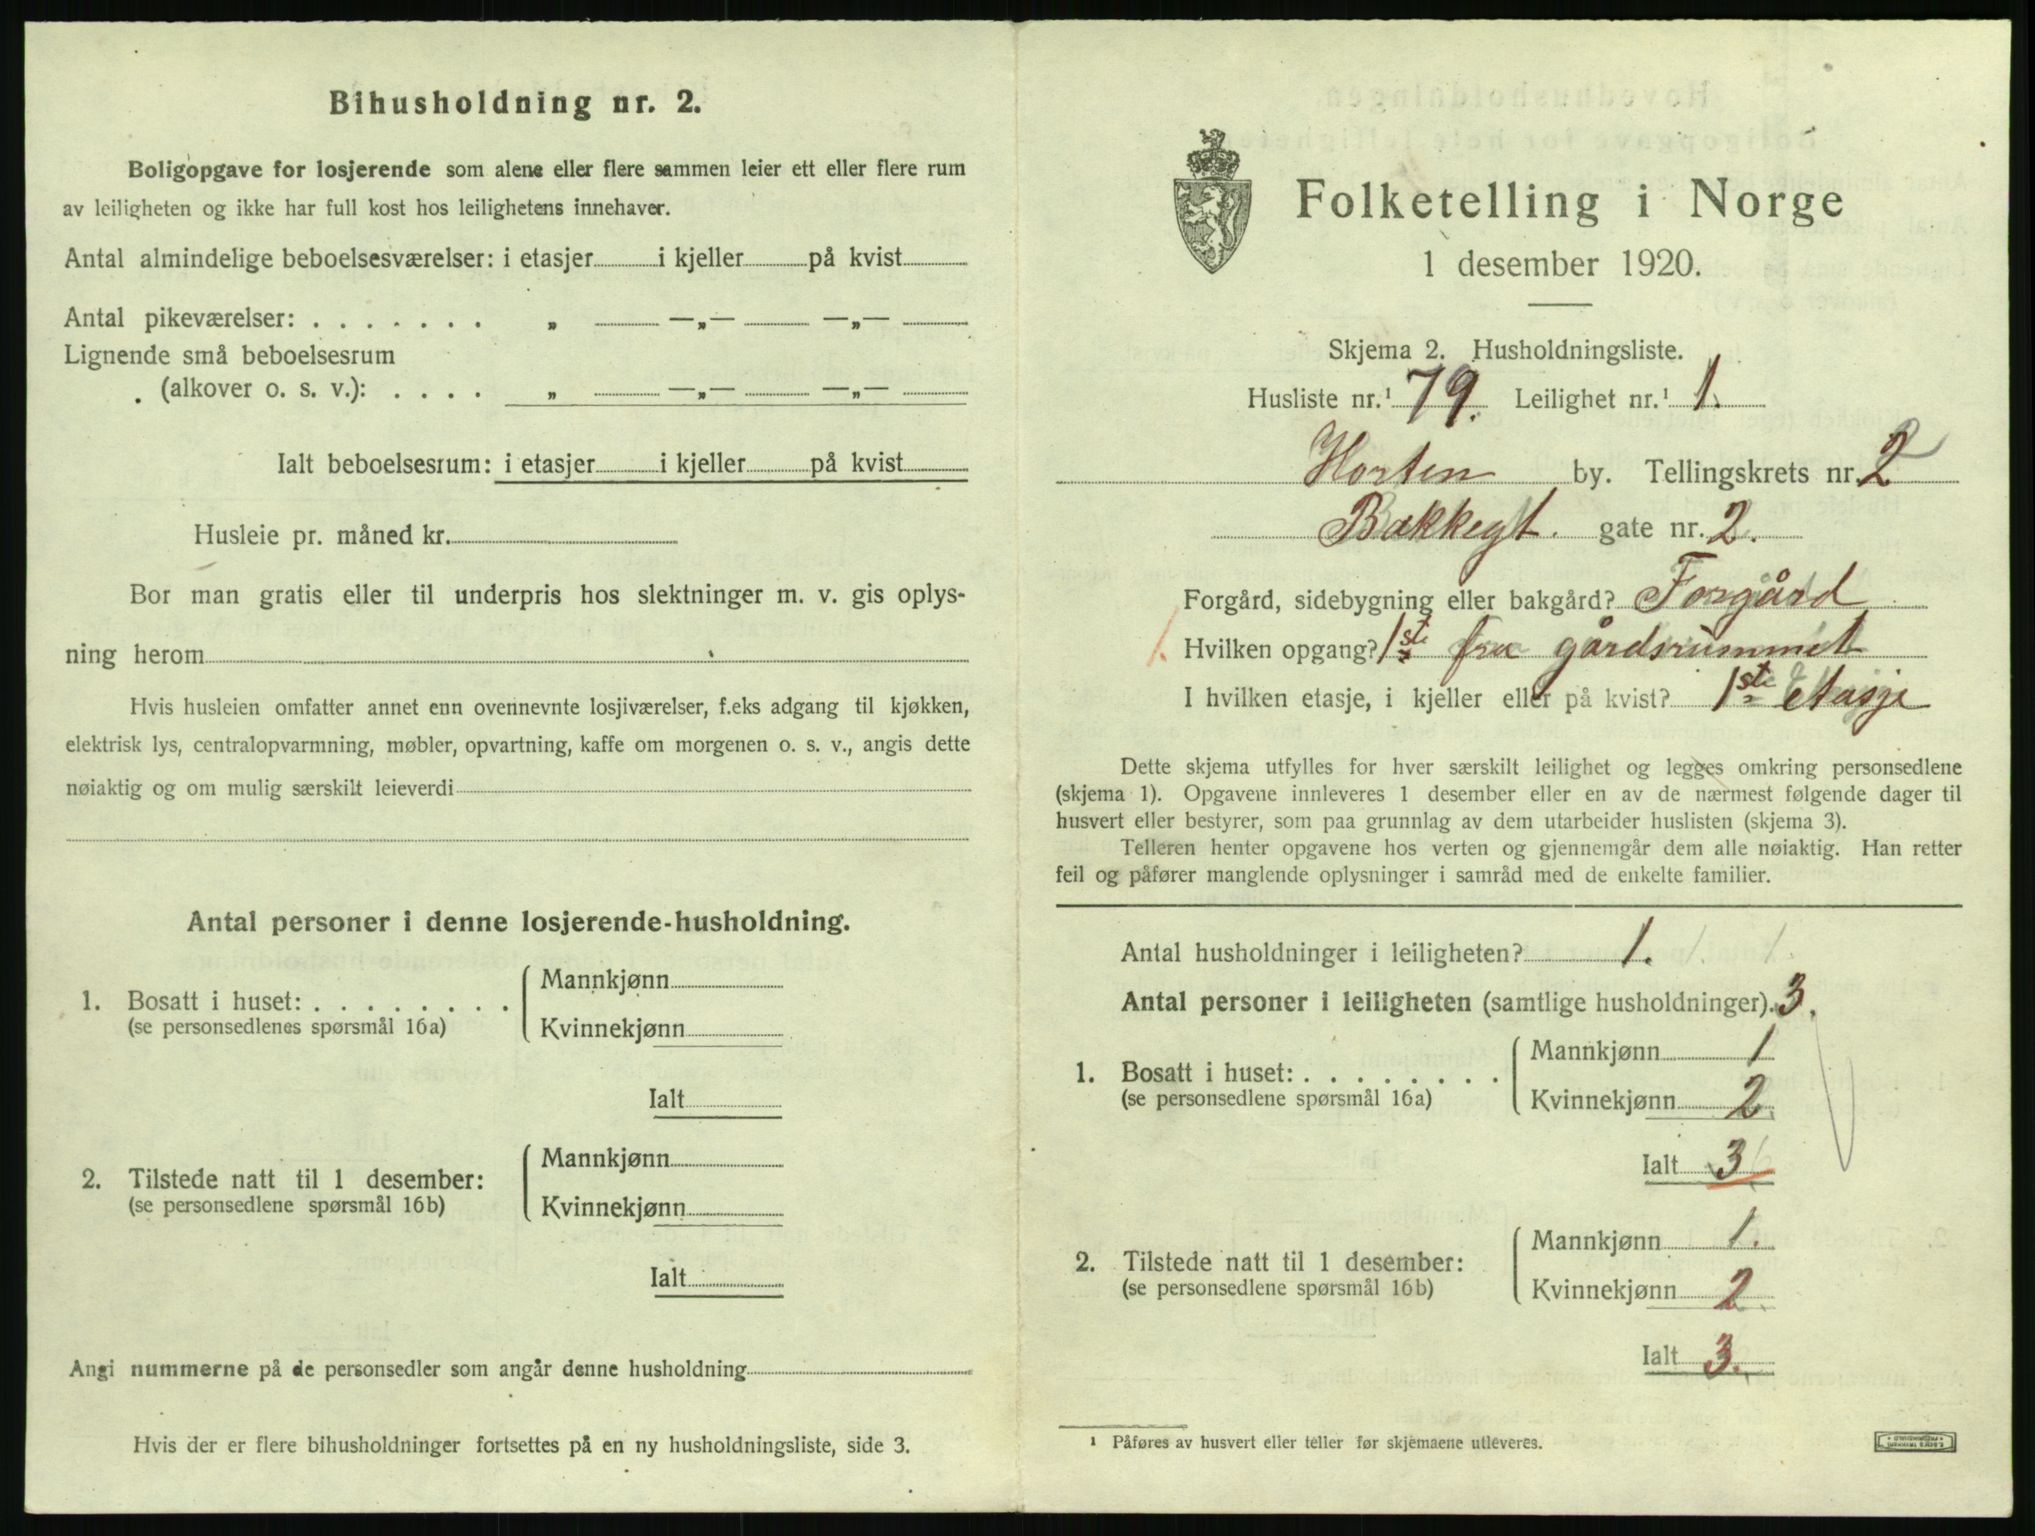 Bihusholdning nr. 2.
Boligopgave for losjerende som alene eller flere sammen leier ett eller flere rum
av leiligheten og ikke har full kost hos leilighetens innehaver.
Antal almindelige beboelsesværelser: i etasjer i kjeller på kvist
Antal pikeværelser: . . . . . . . „ —„— —„—
Lignende små beboelsesrum
(alkover o. s. v.): . . . . „ —„— —„—
Ialt beboelsesrum: i etasjer i kjeller på kvist
Husleie pr. måned kr.
Bor man gratis eller til underpris hos slektninger m. v. gis oplys-
ning herom
Hvis husleien omfatter annet enn ovennevnte losjiværelser, f.eks adgang til kjøkken,
elektrisk lys, centralopvarmning, møbler, opvartning, kaffe om morgenen o. s. v., angis dette
nøiaktig og om mulig særskilt leieverdi
Antal personer i denne losjerende-husholdning.
1. Bosatt i huset: . . . . . . . .
(se personsedlenes spørsmål 16a)
Mannkjønn
Kvinnekjønn
Ialt
2. Tilstede natt til 1 desember:
(se personsedlene spørsmål 16b)
Mannkjønn
Kvinnekjønn
Ialt
Angi nummerne på de personsedler som angår denne husholdning
Hvis der er flere bihusholdninger fortsettes på en ny husholdningsliste, side 3.
Folketelling i Norge
1 desember 1920.
Skjema 2. Husholdningsliste.
Husliste nr.¹ 79. Leilighet nr.¹ 1.
Horten by. Tellingskrets nr. 2
Bakkegt. gate nr. 2.
Forgård, sidebygning eller bakgård? Forgård
1. Hvilken opgang? 1ste fra gårdsrummet
I hvilken etasje, i kjeller eller på kvist? 1ste etasje
Dette skjema utfylles for hver særskilt leilighet og legges omkring personsedlene
(skjema 1). Opgavene innleveres 1 desember eller en av de nærmest følgende dager til
husvert eller bestyrer, som paa grunnlag av dem utarbeider huslisten (skjema 3).
Telleren henter opgavene hos verten og gjennemgår dem alle nøiaktig. Han retter
feil og påfører manglende oplysninger i samråd med de enkelte familier.
Antal husholdninger i leiligheten? 1. 1. 1
Antal personer i leiligheten (samtlige husholdninger). 3.
1. Bosatt i huset: . . . . . . . .
(se personsedlene spørsmål 16a)
Mannkjønn 1
Kvinnekjønn 2
Ialt 3
2. Tilstede natt til 1 desember:
(se personsedlene spørsmål 16b)
Mannkjønn 1.
Kvinnekjønn 2.
Ialt 3.
¹ Påføres av husvert eller teller før skjemaene utleveres.